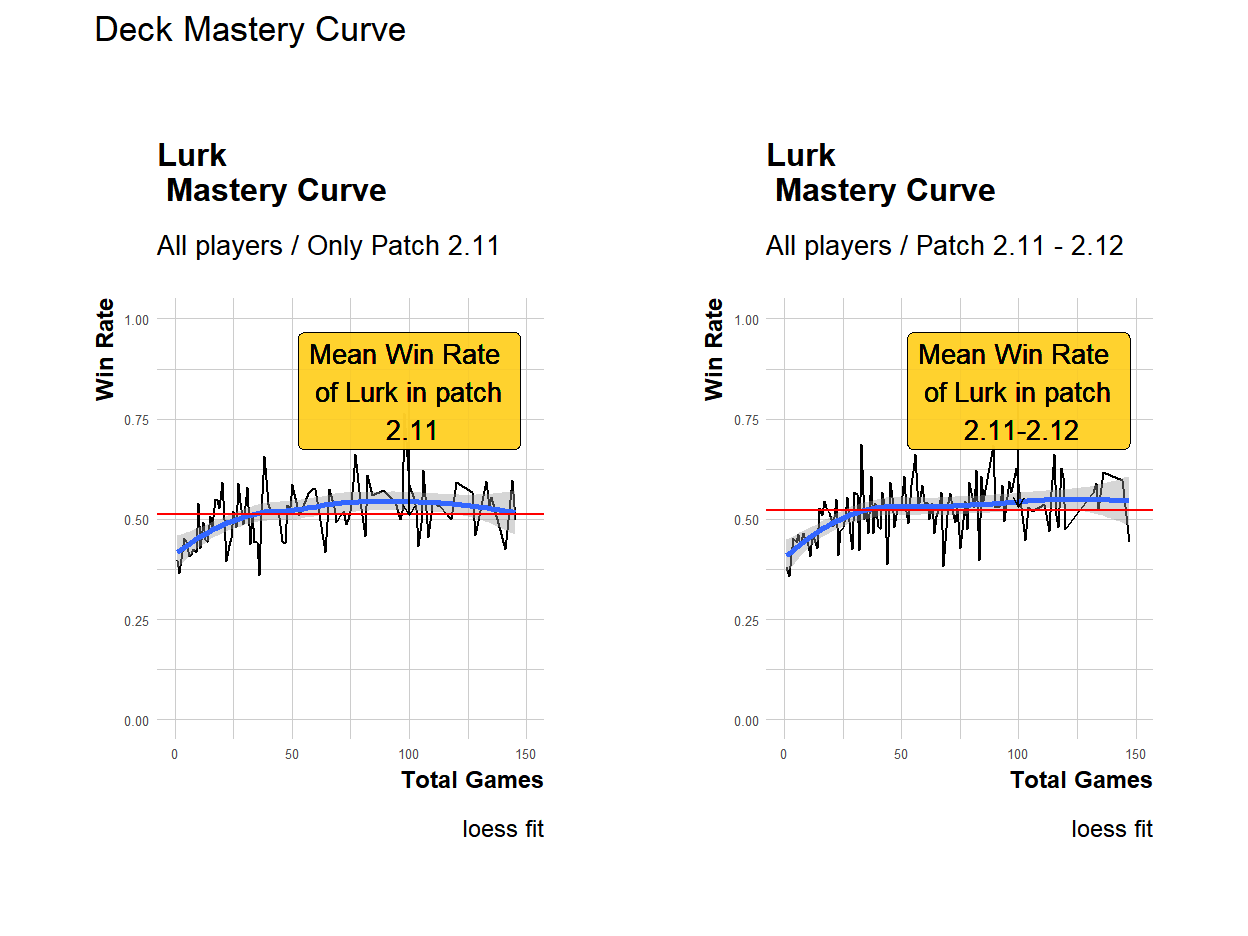 Deck Mastery Curve
Lurk
Mastery Curve
All players / Only Patch 2.11
Win Rate
1.00
0.75
0.50
0.25
0.00
Mean Win Rate
of Lurk in patch
2.11
0 50 100 150
Total Games
loess fit
Lurk
Mastery Curve
All players / Patch 2.11 - 2.12
Win Rate
1.00
0.75
0.50
0.25
0.00
Mean Win Rate
of Lurk in patch
2.11-2.12
0 50 100 150
Total Games
loess fit